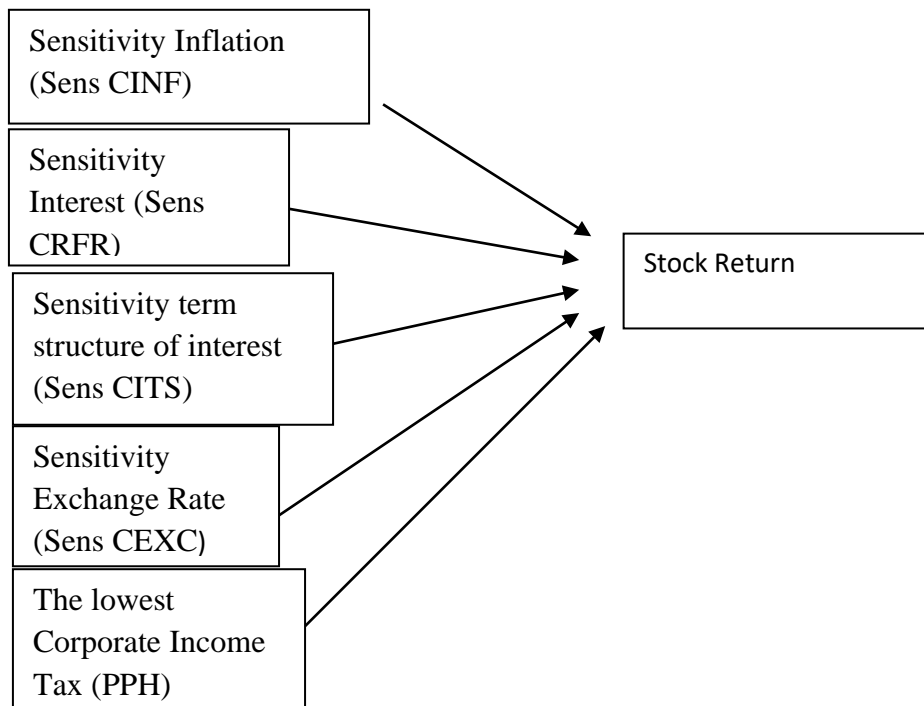 Sensitivity Inflation
(Sens CINF)
Sensitivity
Interest (Sens
CRFR)
Stock Return
Sensitivity term
structure of interest
(Sens CITS)
Sensitivity
Exchange Rate
(Sens CEXC)
The lowest
Corporate Income
Tax (PPH)